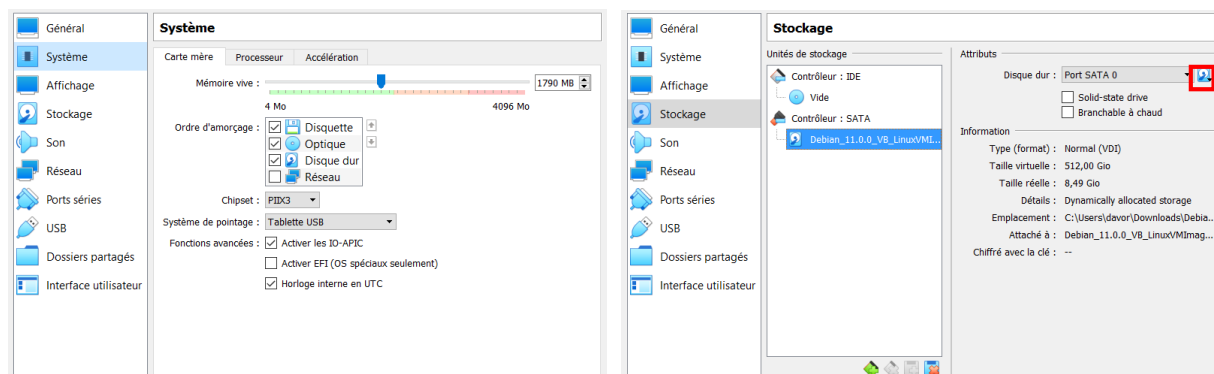 Général
Système
Affichage
Stockage
Son
Réseau
Ports séries
USB
Dossiers partagés
Interface utilisateur
Système
Carte mère Processeur Accélération
Mémoire vive : 1790 MB
4 Mo 4096 Mo
Ordre d'amorçage : Disquette
Optique
Disque dur
Réseau
Chipset : PIIX3
Système de pointage : Tablette USB
Fonctions avancées : Activer les IO-APIC
Activer EFI (OS spéciaux seulement)
Horloge interne en UTC
Général
Système
Affichage
Stockage
Son
Réseau
Ports séries
USB
Dossiers partagés
Interface utilisateur
Stockage
Unités de stockage
Contrôleur : IDE
Vide
Contrôleur : SATA
Debian_11.0.0_VB_LinuxVMI...
Attributs
Disque dur : Port SATA 0
Solid-state drive
Branchable à chaud
Information
Type (format) : Normal (VDI)
Taille virtuelle : 512,00 Gio
Taille réelle : 8,49 Gio
Détails : Dynamically allocated storage
Emplacement : C:\Users\davor\Downloads\Debia...
Attaché à : Debian_11.0.0_VB_LinuxVMImag...
Chiffré avec la clé : --